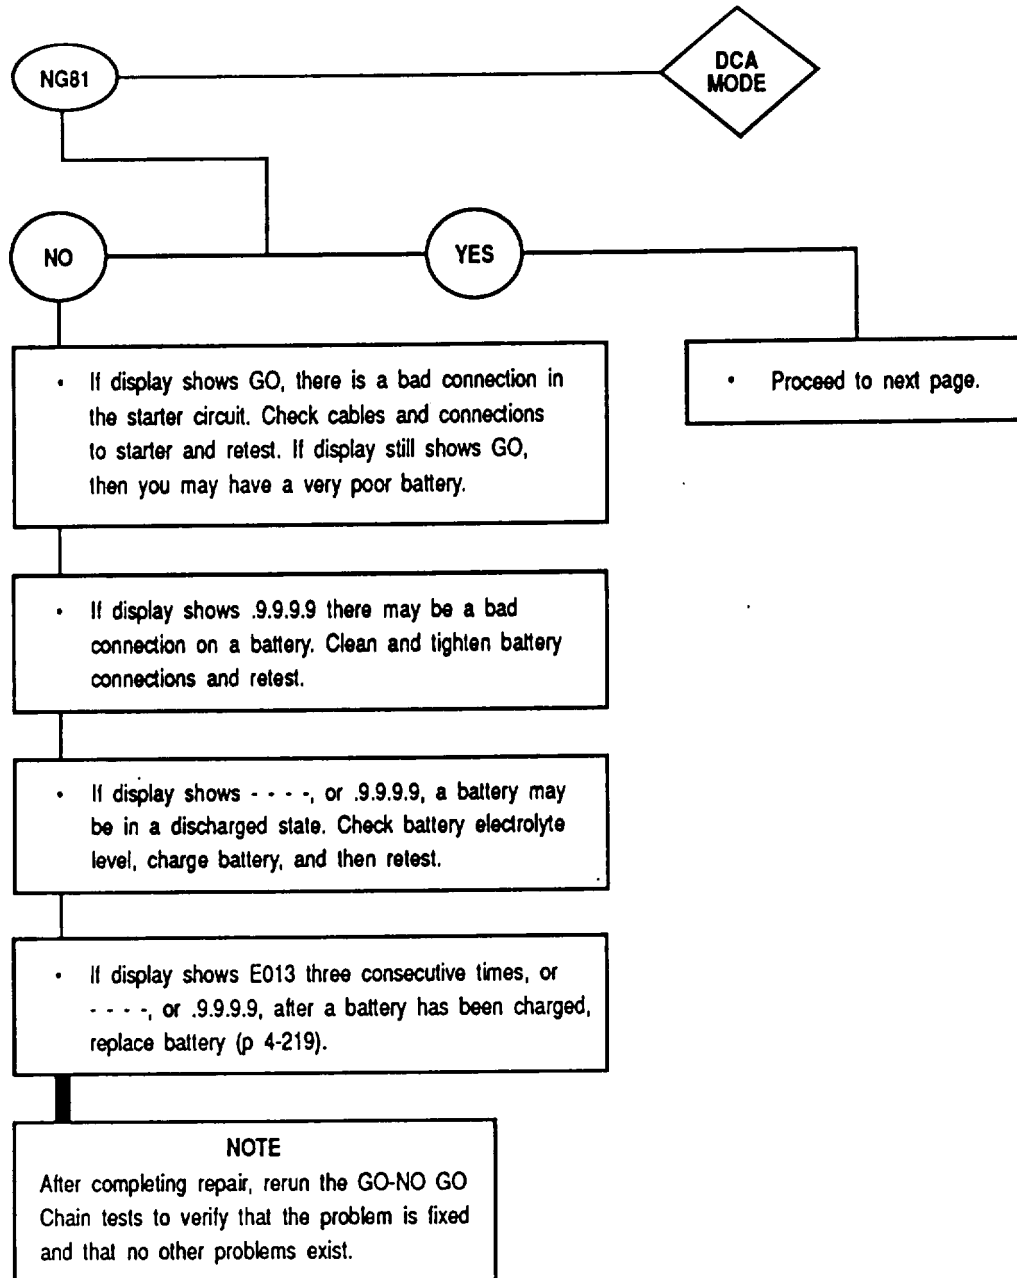 NG81
DCA
MODE
NO
YES
• If display shows GO, there is a bad connection in
the starter circuit. Check cables and connections
to starter and retest. If display still shows GO,
then you may have a very poor battery.
• Proceed to next page.
• If display shows .9.9.9.9 there may be a bad
connection on a battery. Clean and tighten battery
connections and retest.
• If display shows - - - -, or .9.9.9.9, a battery may
be in a discharged state. Check battery electrolyte
level, charge battery, and then retest.
• If display shows E013 three consecutive times, or
- - - -, or .9.9.9.9, after a battery has been charged,
replace battery (p 4-219).
NOTE
After completing repair, rerun the GO-NO GO
Chain tests to verify that the problem is fixed
and that no other problems exist.